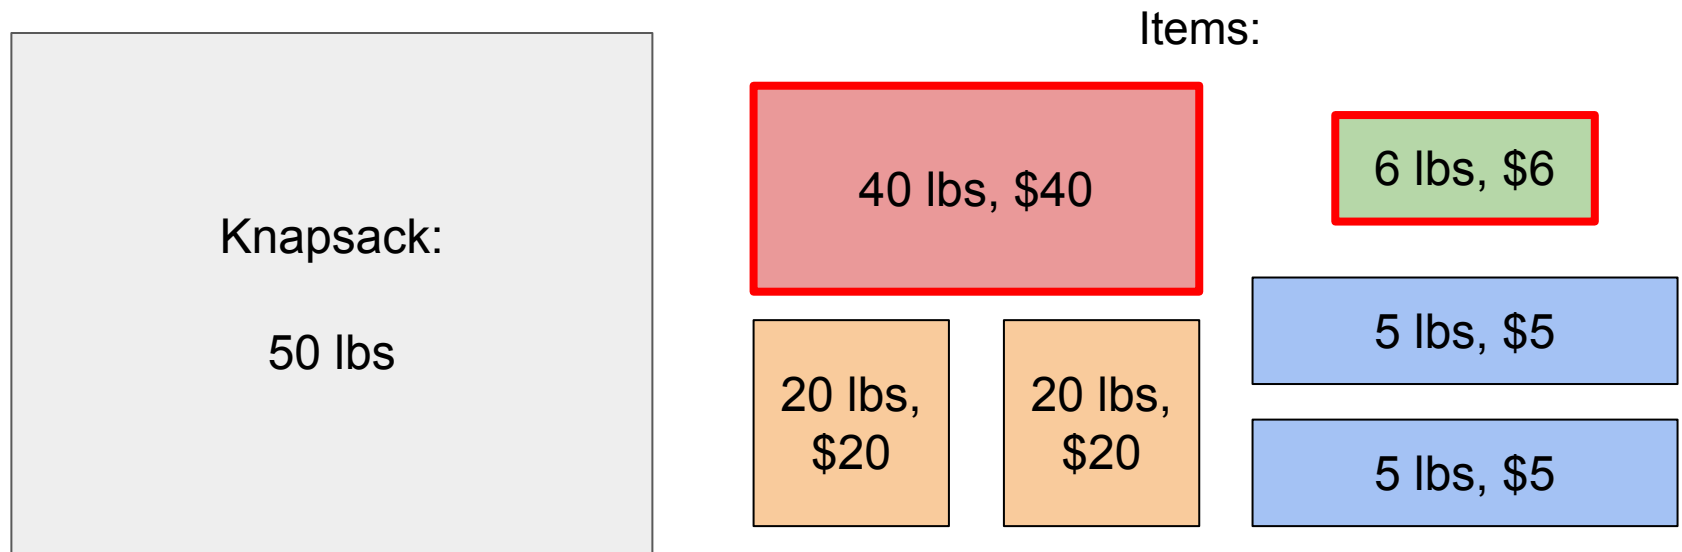 Items:
Knapsack:
50 lbs
40 lbs, $40
6 lbs, $6
20 lbs,
$20
20 lbs,
$20
5 lbs, $5
5 lbs, $5